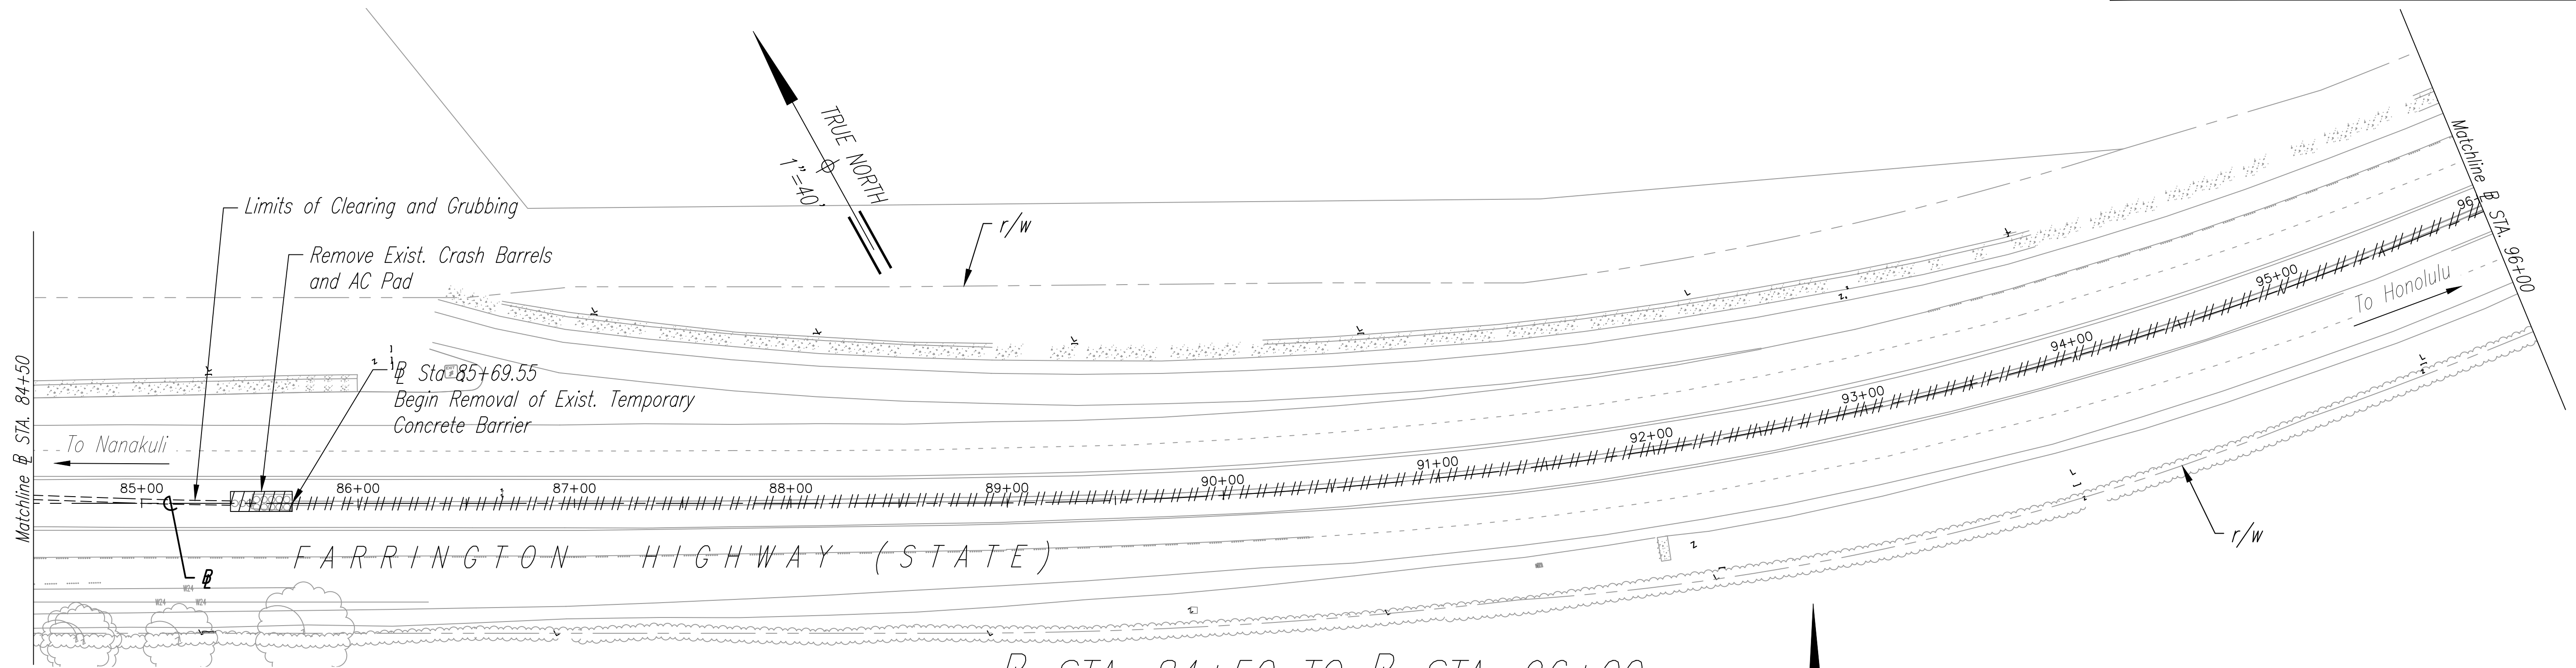 TRUE NORTH
1"=40'
Limits of Clearing and Grubbing
Remove Exist. Crash Barrels
and AC Pad
r/w
℄ Sta 85+69.55
Begin Removal of Exist. Temporary
Concrete Barrier
Matchline ℄ STA. 84+50
To Nanakuli
85+00
86+00
87+00
88+00
89+00
90+00
91+00
92+00
93+00
94+00
95+00
To Honolulu
Matchline ℄ STA. 96+00
FARRINGTON HIGHWAY (STATE)
r/w
W24
W24
W24